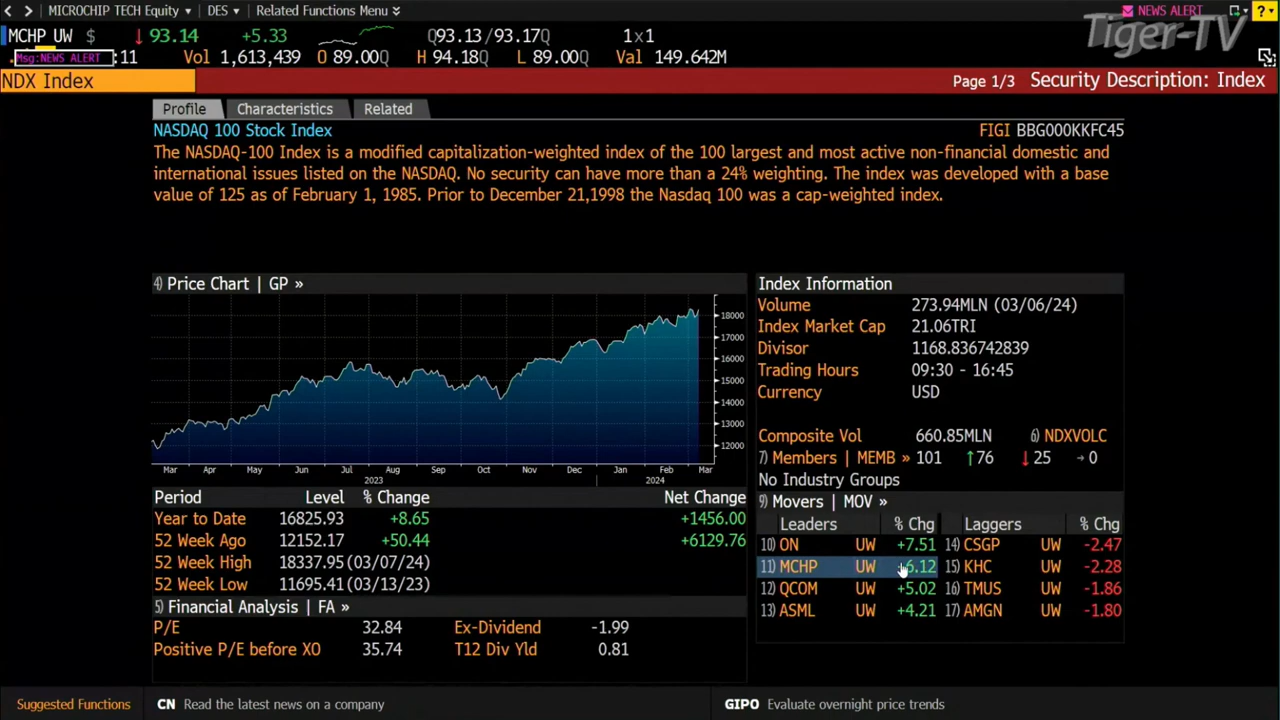 MICROCHIP TECH Equity DES Related Functions Menu NEWS ALERT ?
MCHP UW $ 93.14 +5.33 Q93.13/93.17Q 1x1 Tiger-TV
Msg:NEWS ALERT :11 Vol 1,613,439 O 89.00Q H 94.18Q L 89.00Q Val 149.642M
NDX Index Page 1/3 Security Description: Index
Profile Characteristics Related
NASDAQ 100 Stock Index FIGI BBG000KKFC45
The NASDAQ-100 Index is a modified capitalization-weighted index of the 100 largest and most active non-financial domestic and
international issues listed on the NASDAQ. No security can have more than a 24% weighting. The index was developed with a base
value of 125 as of February 1, 1985. Prior to December 21,1998 the Nasdaq 100 was a cap-weighted index.
4) Price Chart | GP »
18000
17000
16000
15000
14000
13000
12000
Mar Apr May Jun Jul Aug Sep Oct Nov Dec Jan Feb Mar
2023 2024
Period Level % Change Net Change
Year to Date 16825.93 +8.65 +1456.00
52 Week Ago 12152.17 +50.44 +6129.76
52 Week High 18337.95 (03/07/24)
52 Week Low 11695.41 (03/13/23)
5) Financial Analysis | FA »
P/E 32.84 Ex-Dividend -1.99
Positive P/E before XO 35.74 T12 Div Yld 0.81
Index Information
Volume 273.94MLN (03/06/24)
Index Market Cap 21.06TRI
Divisor 1168.836742839
Trading Hours 09:30 - 16:45
Currency USD
Composite Vol 660.85MLN 6) NDXVOLC
7) Members | MEMB » 101 ↑76 ↓25 →0
No Industry Groups
9) Movers | MOV »
Leaders % Chg Laggers % Chg
10) ON UW +7.51 14) CSGP UW -2.47
11) MCHP UW +6.12 15) KHC UW -2.28
12) QCOM UW +5.02 16) TMUS UW -1.86
13) ASML UW +4.21 17) AMGN UW -1.80
Suggested Functions CN Read the latest news on a company GIPO Evaluate overnight price trends